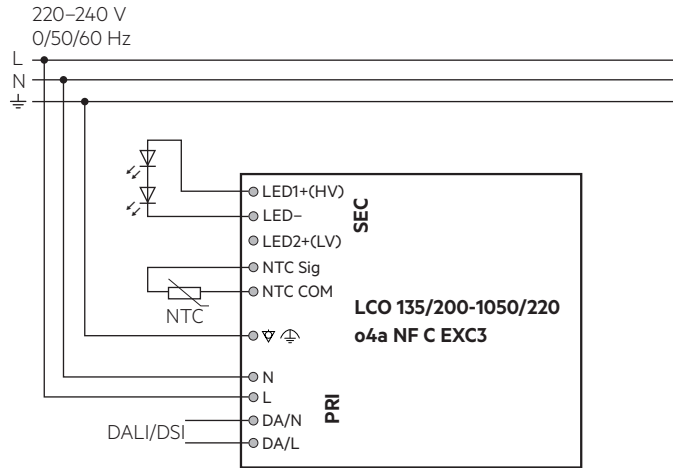 220–240 V
0/50/60 Hz
L
N
LED1+(HV)
LED–
LED2+(LV)
SEC
NTC Sig
NTC COM
NTC
LCO 135/200-1050/220
o4a NF C EXC3
N
L
PRI
DA/N
DALI/DSI
DA/L